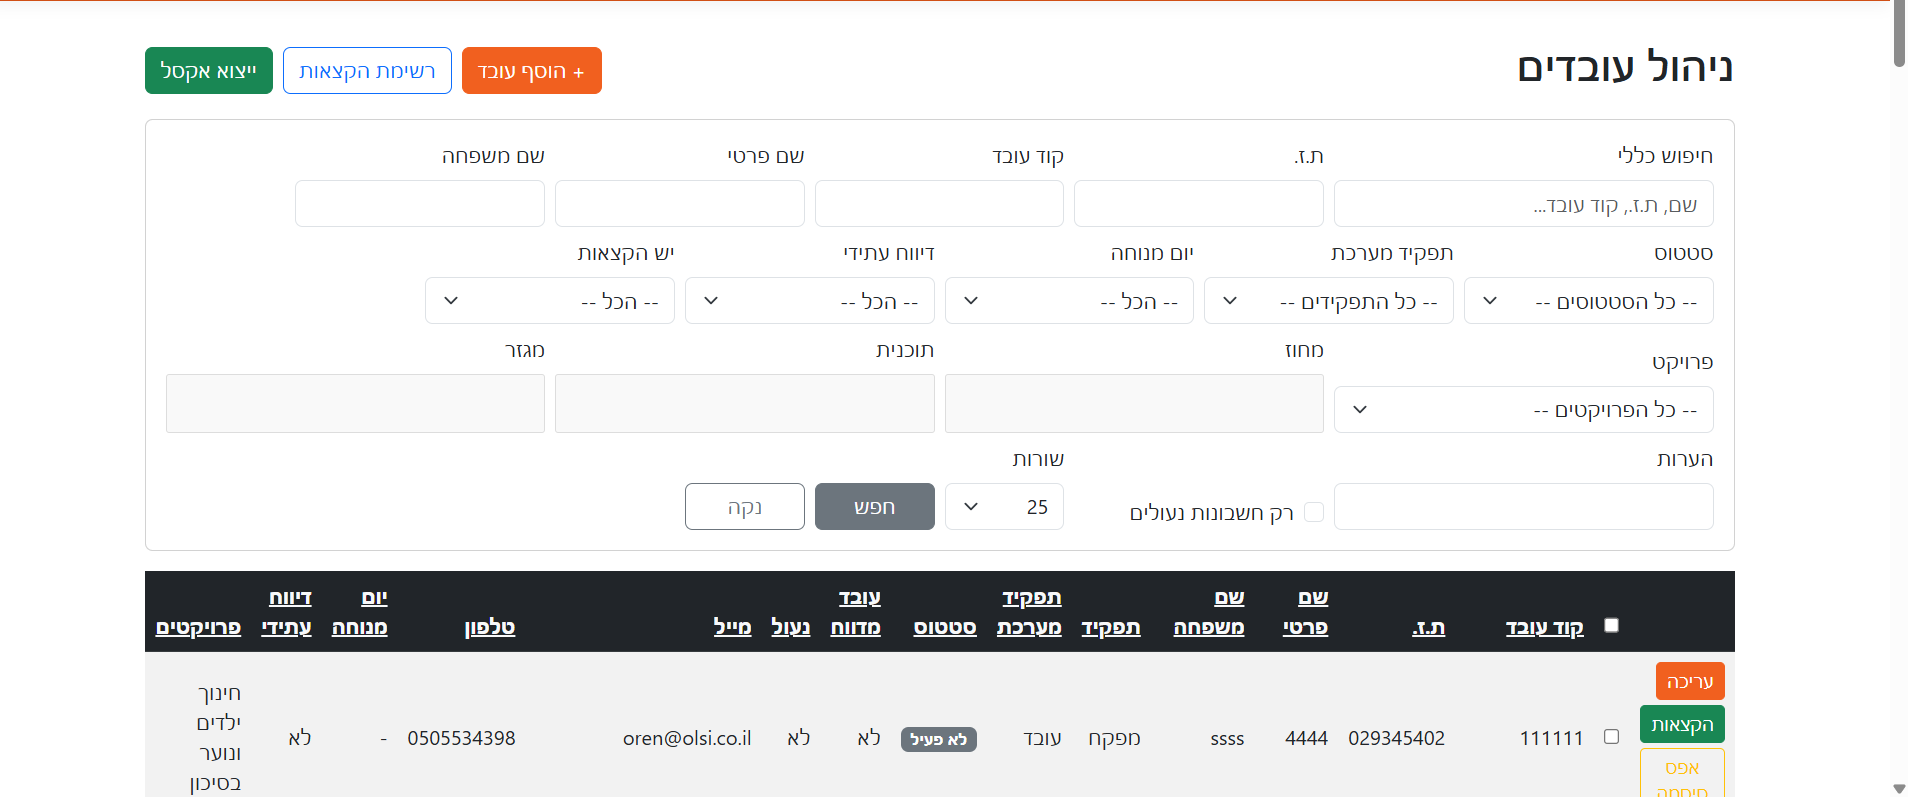 ניהול עובדים
+ הוסף עובד
רשימת הקצאות
ייצוא אקסל
חיפוש כללי
ת.ז.
קוד עובד
שם פרטי
שם משפחה
שם, ת.ז., קוד עובד...
סטטוס
תפקיד מערכת
יום מנוחה
דיווח עתידי
יש הקצאות
-- כל הסטטוסים --
-- כל התפקידים --
-- הכל --
-- הכל --
-- הכל --
פרויקט
מחוז
תוכנית
מגזר
-- כל הפרויקטים --
הערות
שורות
רק חשבונות נעולים
25
חפש
נקה
קוד עובד
ת.ז.
שם פרטי
שם משפחה
תפקיד
תפקיד מערכת
סטטוס
עובד מדווח
נעול
מייל
טלפון
יום מנוחה
דיווח עתידי
פרויקטים
עריכה
הקצאות
אפס
סיסמה
111111
029345402
4444
ssss
מפקח
עובד
לא פעיל
לא
לא
oren@olsi.co.il
0505534398
-
לא
חינוך
ילדים
ונוער
בסיכון